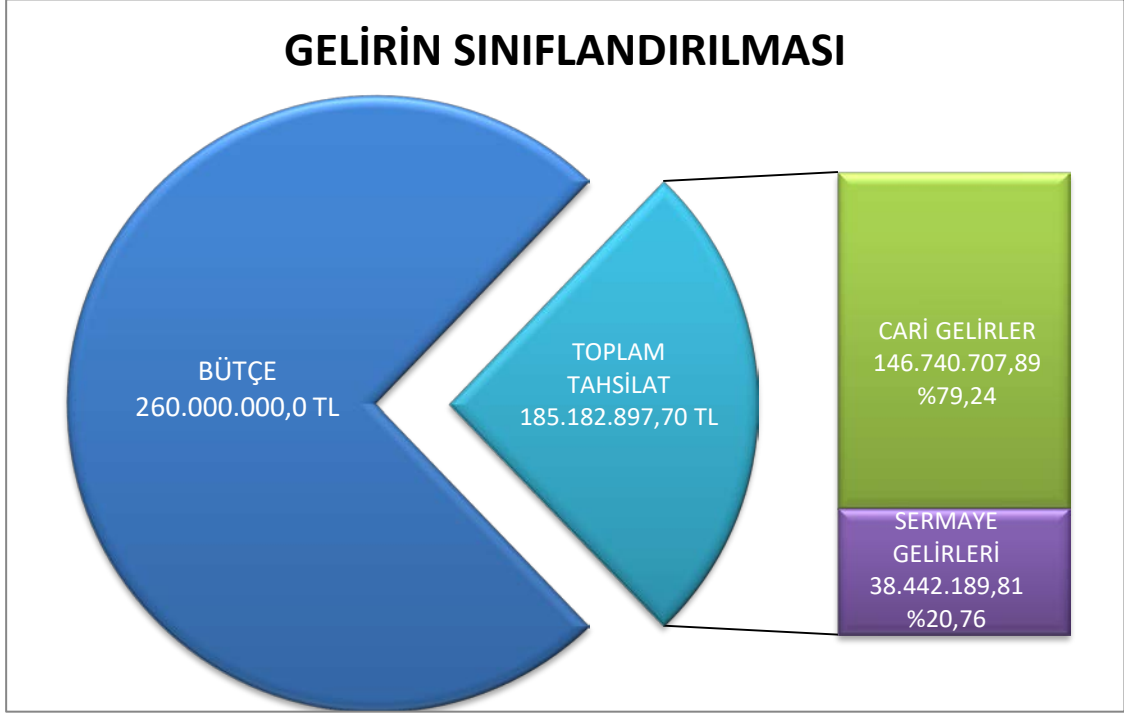 GELİRİN SINIFLANDIRILMASI
BÜTÇE
260.000.000,0 TL
TOPLAM
TAHSİLAT
185.182.897,70 TL
CARİ GELİRLER
146.740.707,89
%79,24
SERMAYE
GELİRLERİ
38.442.189,81
%20,76